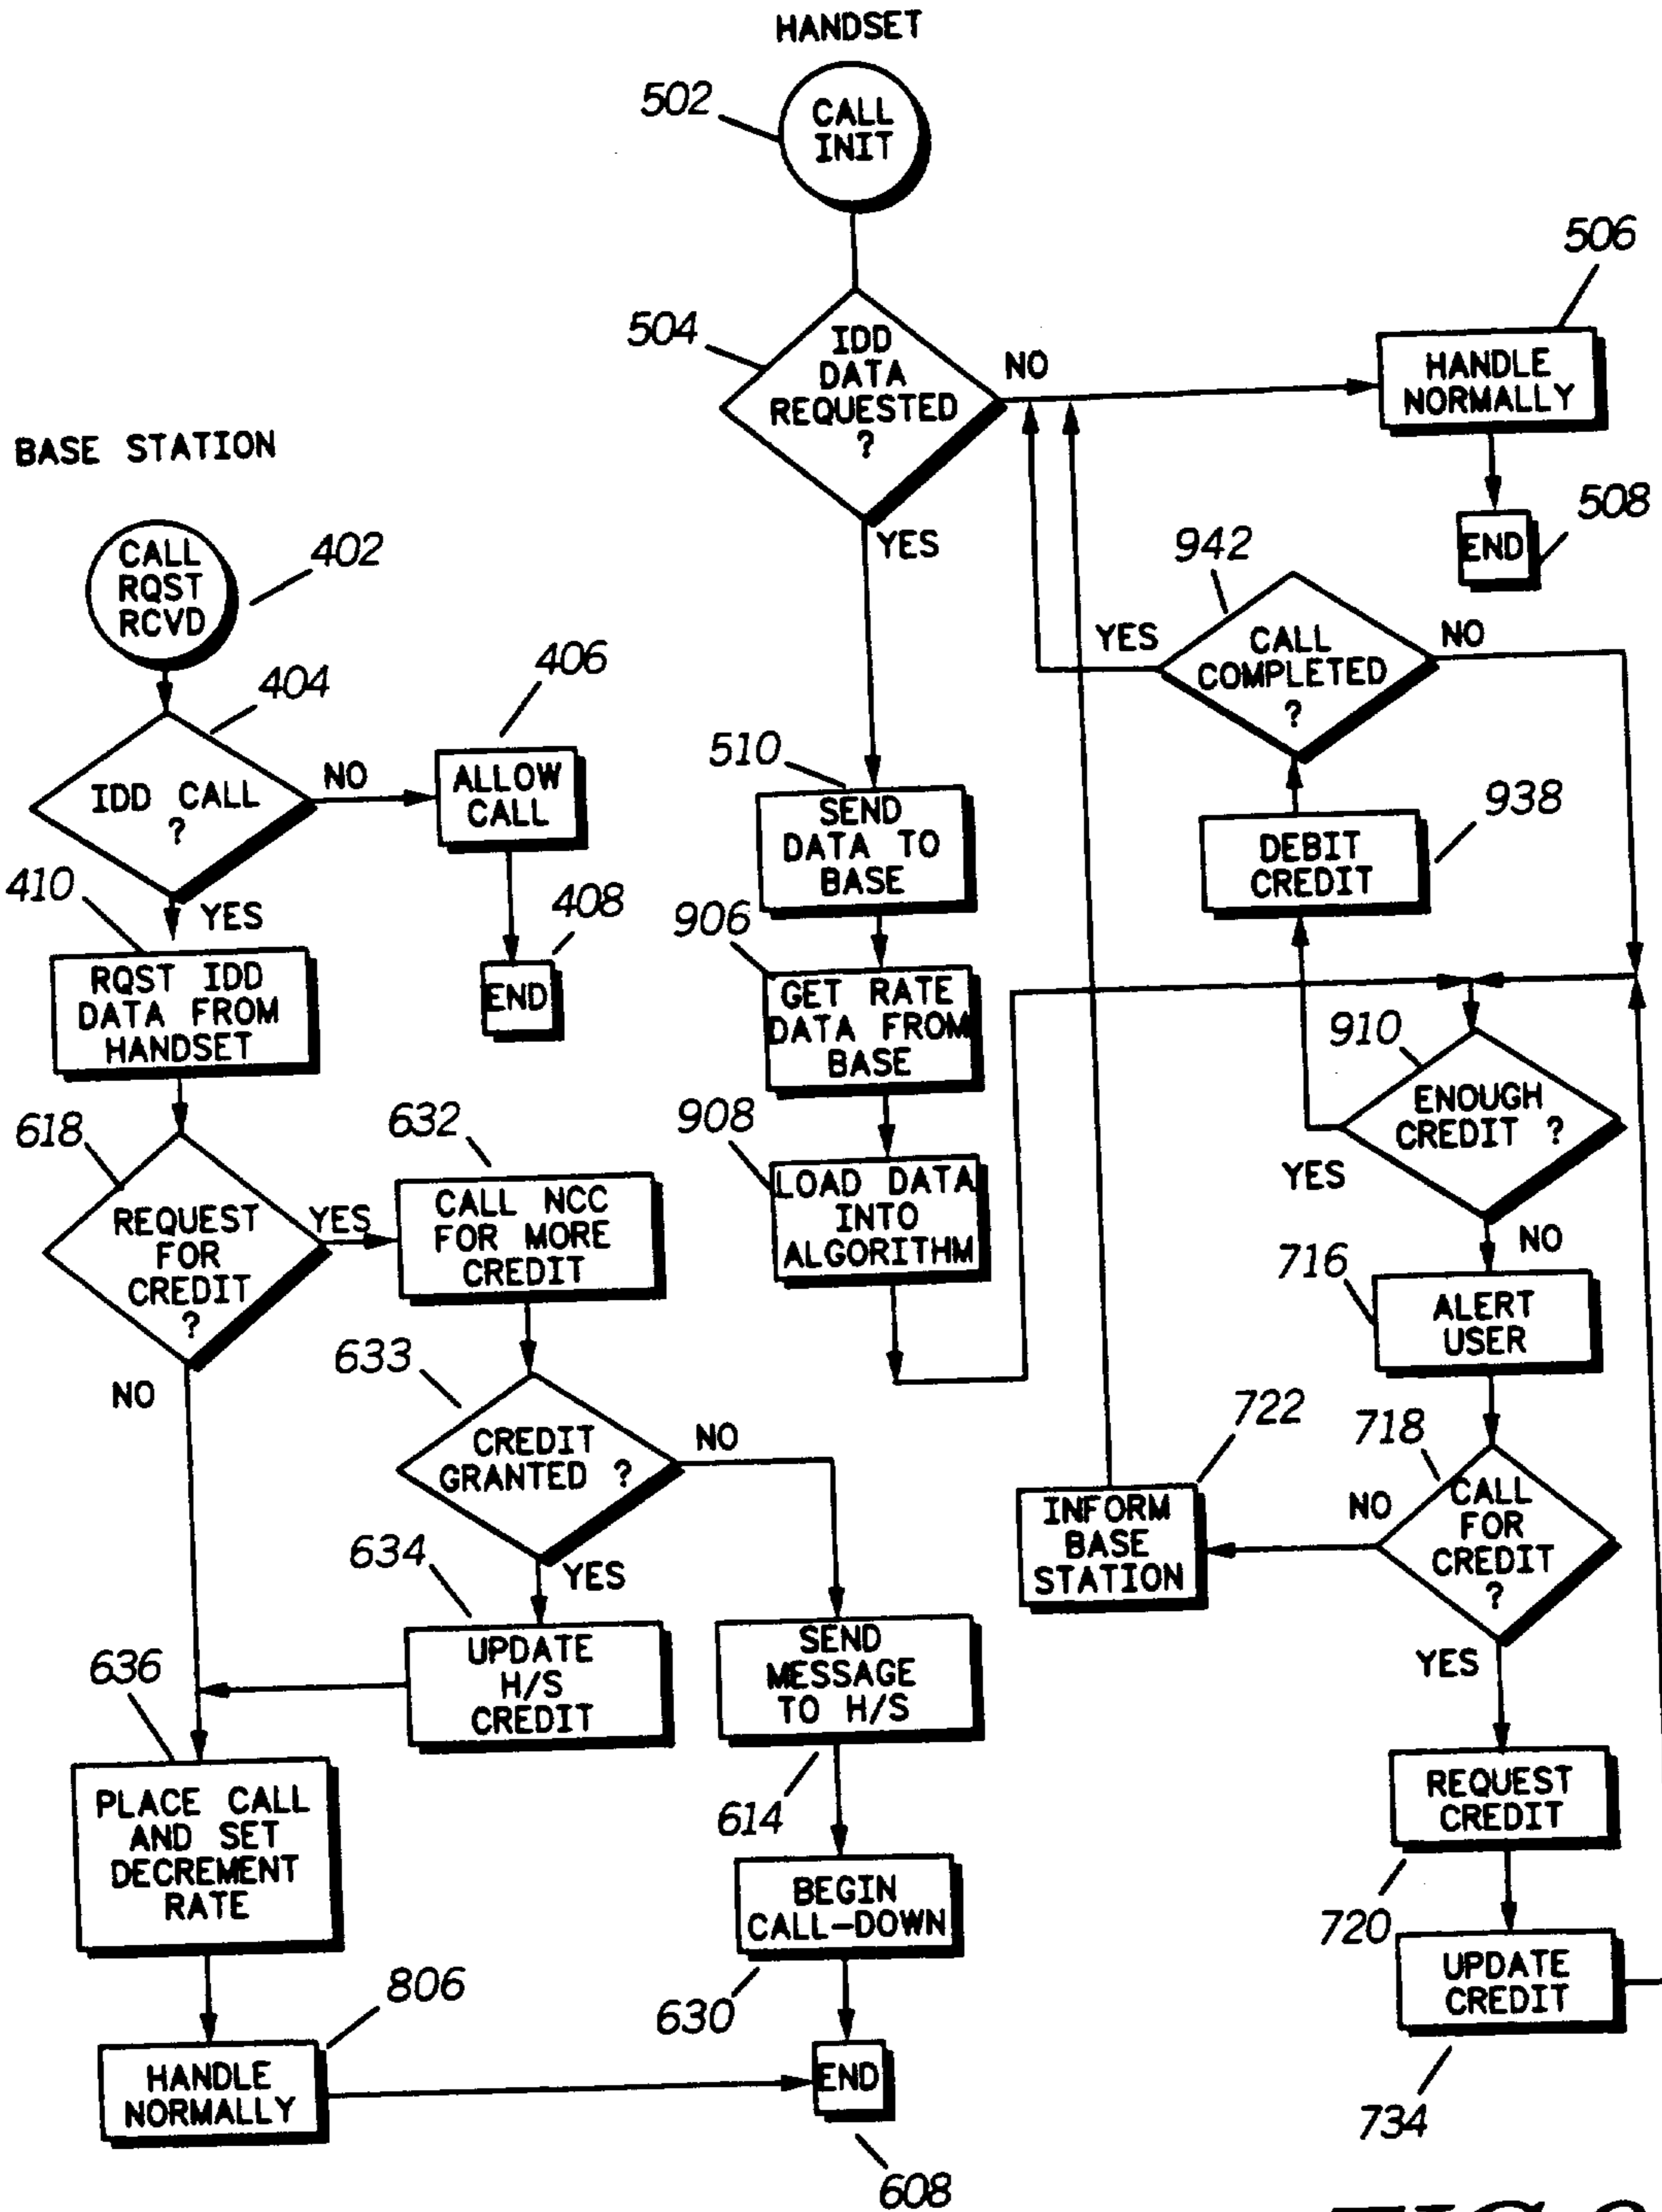 HANDSET
502
CALL
INIT
504
IDD
DATA
REQUESTED
?
NO
YES
506
HANDLE
NORMALLY
END
508
BASE STATION
CALL
RQST
RCVD
402
404
IDD CALL
?
NO
YES
406
ALLOW
CALL
408
END
410
RQST IDD
DATA FROM
HANDSET
618
REQUEST
FOR
CREDIT
?
YES
NO
632
CALL NCC
FOR MORE
CREDIT
633
CREDIT
GRANTED ?
NO
YES
634
UPDATE
H/S
CREDIT
636
PLACE CALL
AND SET
DECREMENT
RATE
806
HANDLE
NORMALLY
SEND
MESSAGE
TO H/S
614
BEGIN
CALL-DOWN
630
END
608
510
SEND
DATA TO
BASE
906
GET RATE
DATA FROM
BASE
908
LOAD DATA
INTO
ALGORITHM
942
CALL
COMPLETED
?
YES
NO
938
DEBIT
CREDIT
910
ENOUGH
CREDIT ?
YES
NO
716
ALERT
USER
718
CALL
FOR
CREDIT
?
NO
YES
722
INFORM
BASE
STATION
REQUEST
CREDIT
720
UPDATE
CREDIT
734